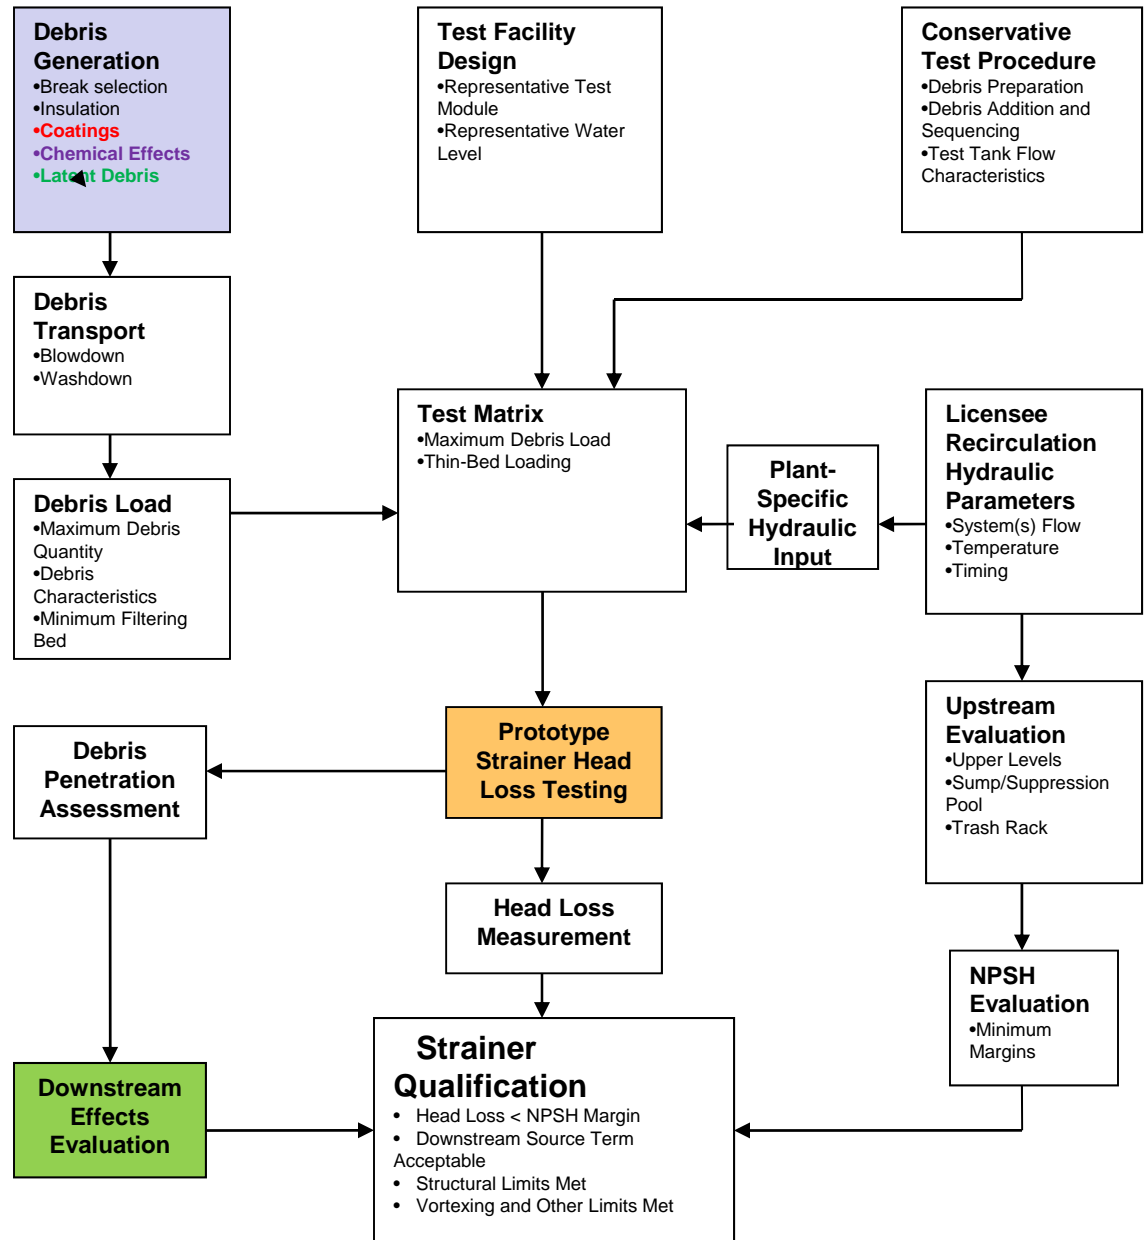 Debris
Generation
•Break selection
•Insulation
•Coatings
•Chemical Effects
•Latent Debris
Test Facility
Design
•Representative Test
Module
•Representative Water
Level
Conservative
Test Procedure
•Debris Preparation
•Debris Addition and
Sequencing
•Test Tank Flow
Characteristics
Debris
Transport
•Blowdown
•Washdown
Test Matrix
•Maximum Debris Load
•Thin-Bed Loading
Plant-
Specific
Hydraulic
Input
Licensee
Recirculation
Hydraulic
Parameters
•System(s) Flow
•Temperature
•Timing
Debris Load
•Maximum Debris
Quantity
•Debris
Characteristics
•Minimum Filtering
Bed
Debris
Penetration
Assessment
Prototype
Strainer Head
Loss Testing
Upstream
Evaluation
•Upper Levels
•Sump/Suppression
Pool
•Trash Rack
Head Loss
Measurement
NPSH
Evaluation
•Minimum
Margins
Downstream
Effects
Evaluation
Strainer
Qualification
• Head Loss < NPSH Margin
• Downstream Source Term
Acceptable
• Structural Limits Met
• Vortexing and Other Limits Met